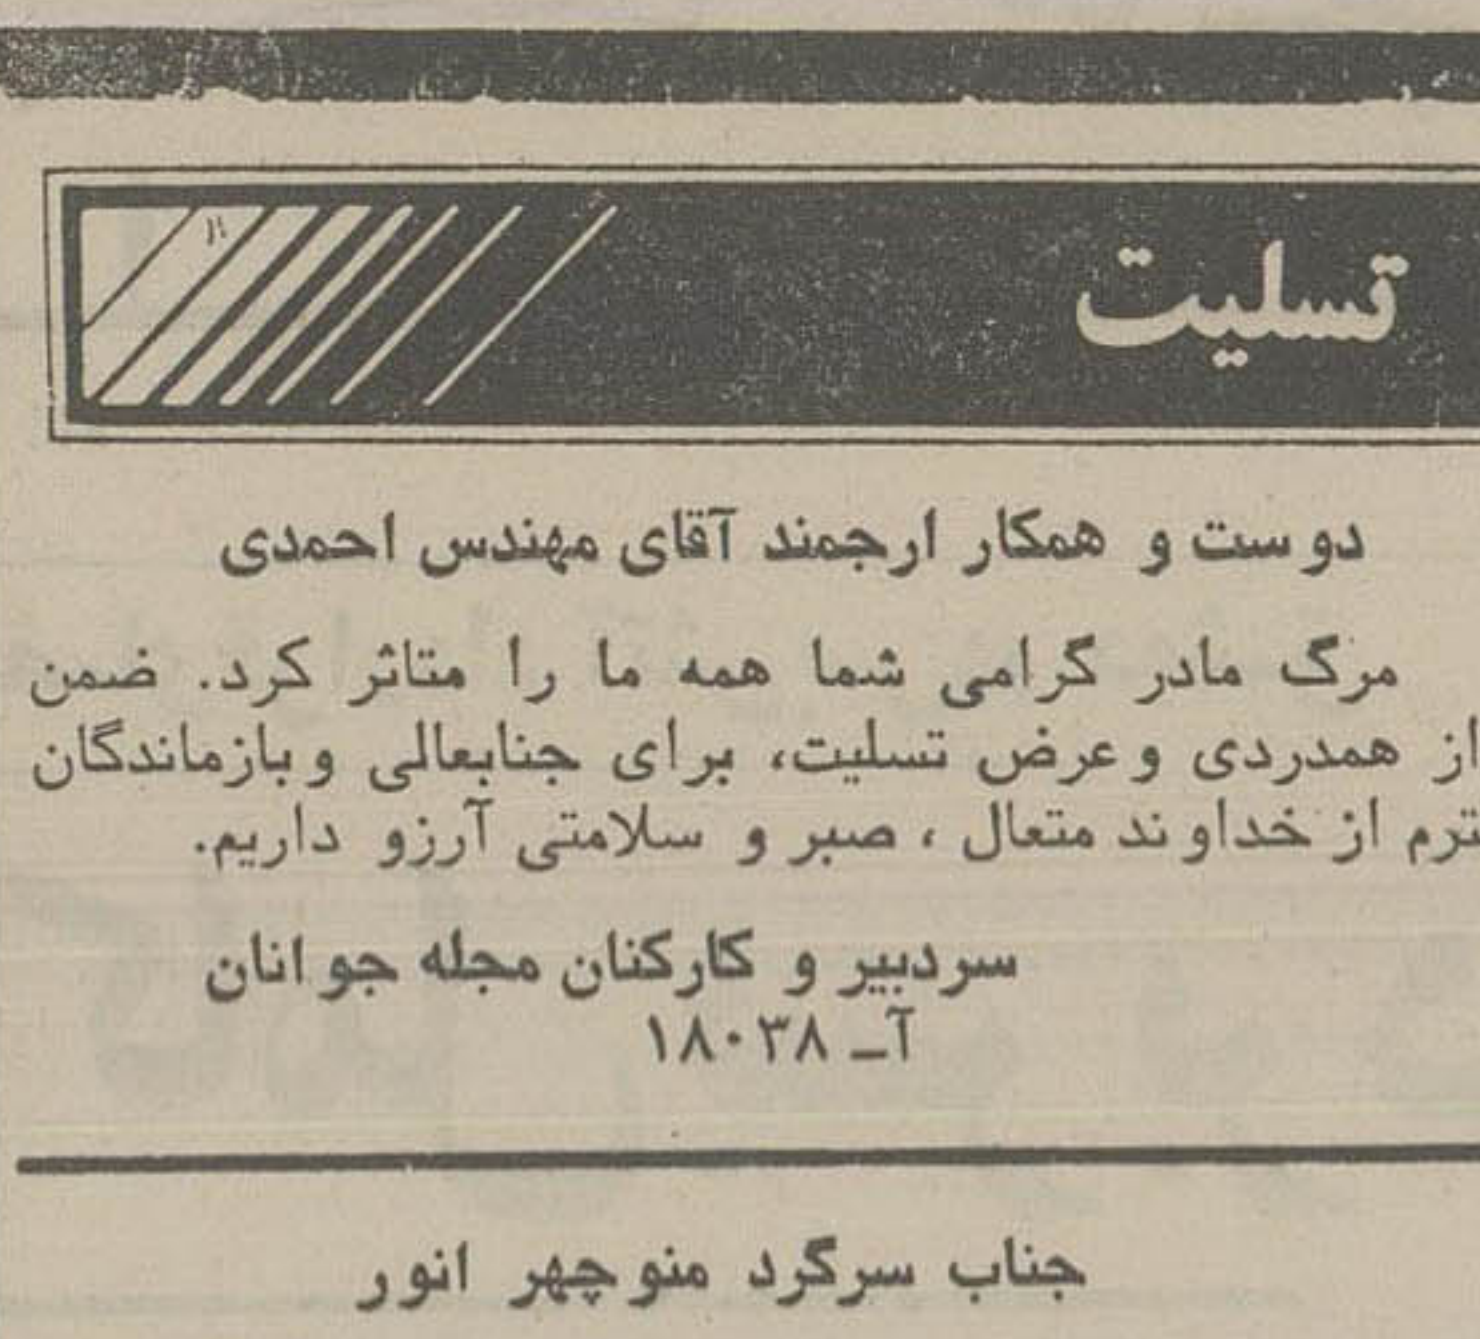 تسلیت
دوست و همکار ارجمند آقای مهندس احمدی
مرگ مادر گرامی شما همه ما را متاثر کرد. ضمن
از همدردی و عرض تسلیت، برای جنابعالی و بازماندگان
از خداوند متعال ، صبر و سلامتی آرزو داریم.
سردبیر و کارکنان مجله جوانان
آ_ ۱۸۰۳۸
جناب سرگرد منوچهر انور